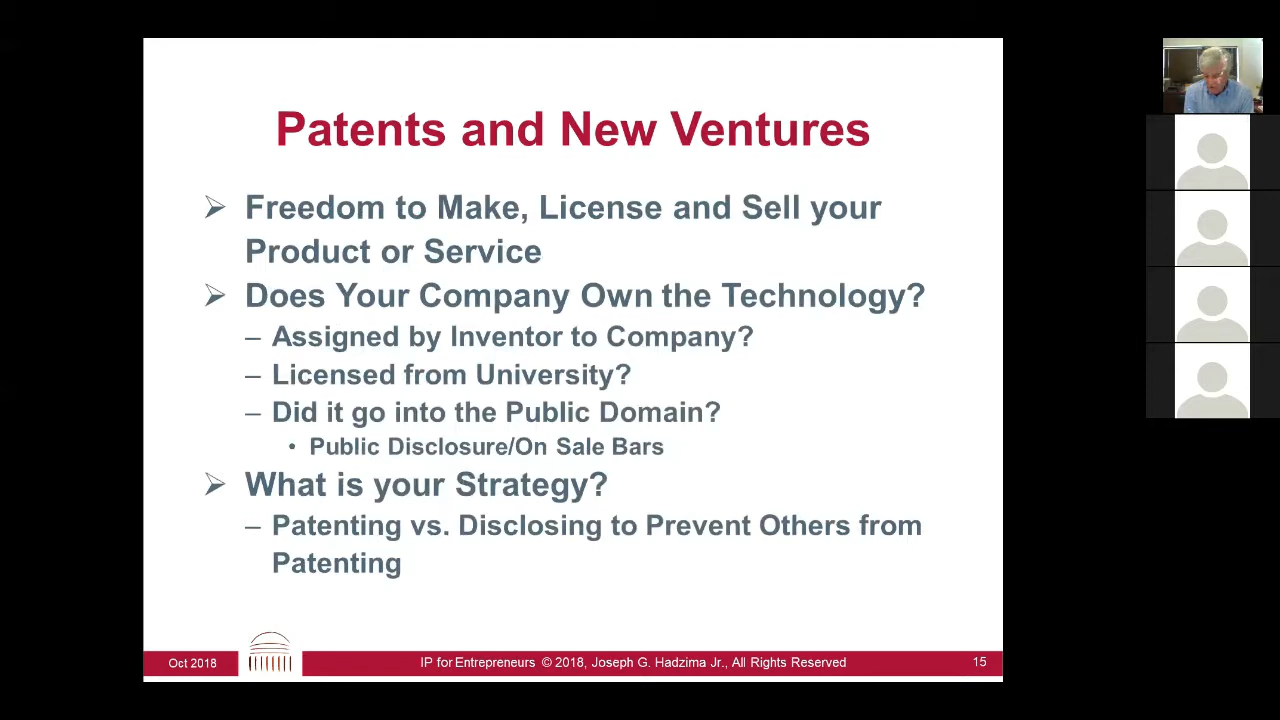 Patents and New Ventures
➢ Freedom to Make, License and Sell your
Product or Service
➢ Does Your Company Own the Technology?
– Assigned by Inventor to Company?
– Licensed from University?
– Did it go into the Public Domain?
• Public Disclosure/On Sale Bars
➢ What is your Strategy?
– Patenting vs. Disclosing to Prevent Others from
Patenting
Oct 2018
IP for Entrepreneurs © 2018, Joseph G. Hadzima Jr., All Rights Reserved
15